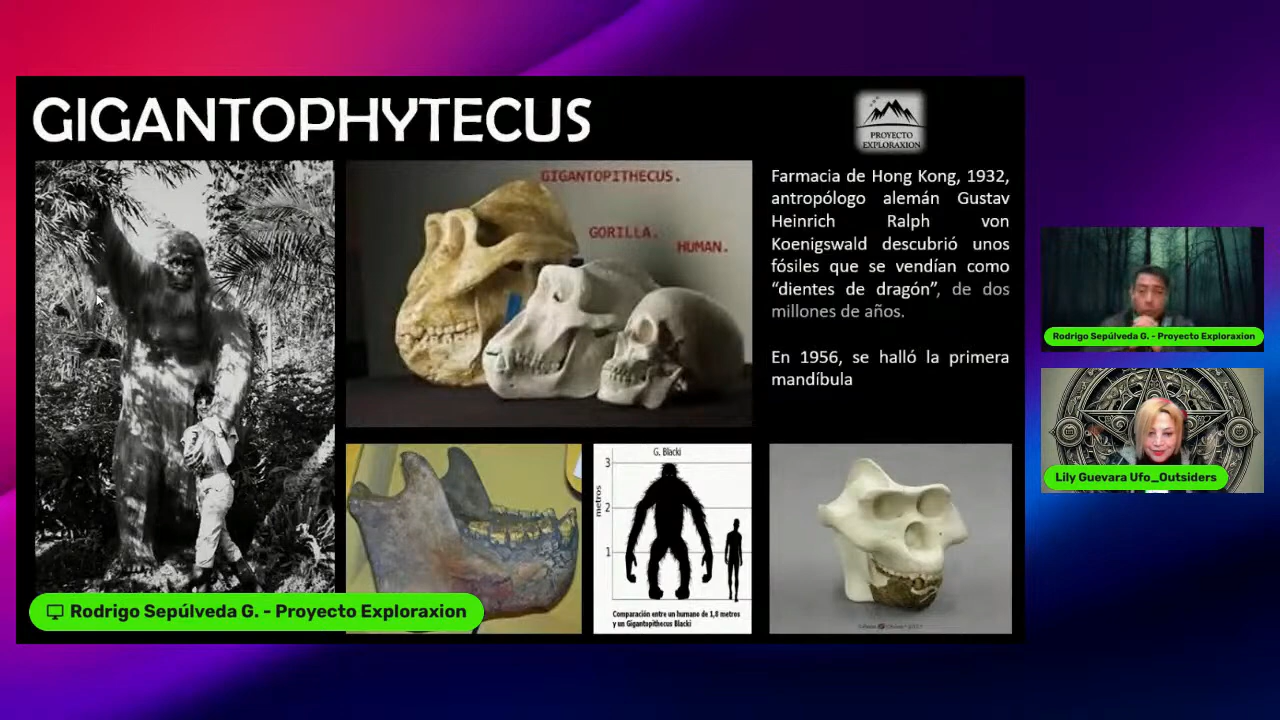 GIGANTOPHYTECUS
PROYECTO
EXPLORAXION
GIGANTOPITHECUS.
GORILLA.
HUMAN.
Farmacia de Hong Kong, 1932,
antropólogo alemán Gustav
Heinrich Ralph von
Koenigswald descubrió unos
fósiles que se vendían como
“dientes de dragón”, de dos
millones de años.
En 1956, se halló la primera
mandíbula
G. Blacki
3
metros
2
1
Comparación entre un humano de 1,8 metros
y un Gigantopithecus Blacki
Rodrigo Sepúlveda G. - Proyecto Exploraxion
Rodrigo Sepúlveda G. - Proyecto Exploraxion
Lily Guevara Ufo_Outsiders